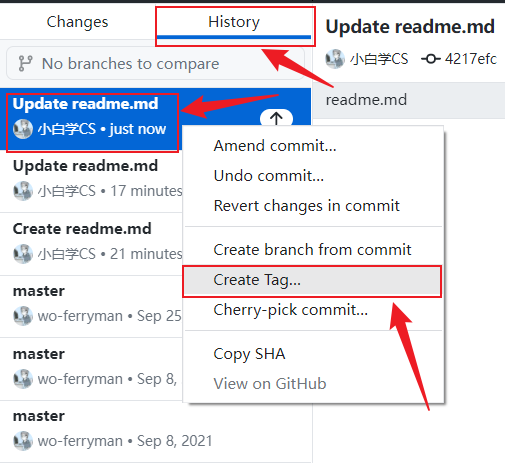 Changes
History
No branches to compare
Update readme.md
小白学CS • just now
Update readme.md
小白学CS • 17 minutes
Create readme.md
小白学CS • 21 minutes
master
wo-ferryman • Sep 25
master
wo-ferryman • Sep 8,
master
wo-ferryman • Sep 8, 2021
Amend commit...
Undo commit...
Revert changes in commit
Create branch from commit
Create Tag...
Cherry-pick commit...
Copy SHA
View on GitHub
Update readme.md
小白学CS 4217efc
readme.md